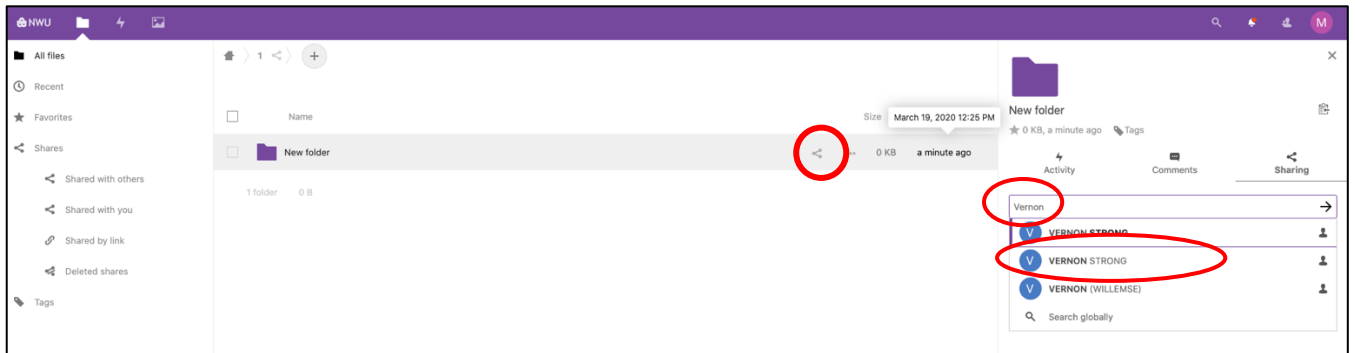 NWU
M
All files
Recent
Favorites
Shares
Shared with others
Shared with you
Shared by link
Deleted shares
Tags
1
+
Name
Size
March 19, 2020 12:25 PM
New folder
0 KB
a minute ago
1 folder
0 B
New folder
0 KB, a minute ago
Tags
Activity
Comments
Sharing
Vernon
V VERNON STRONG
V VERNON STRONG
V VERNON (WILLEMSE)
Search globally